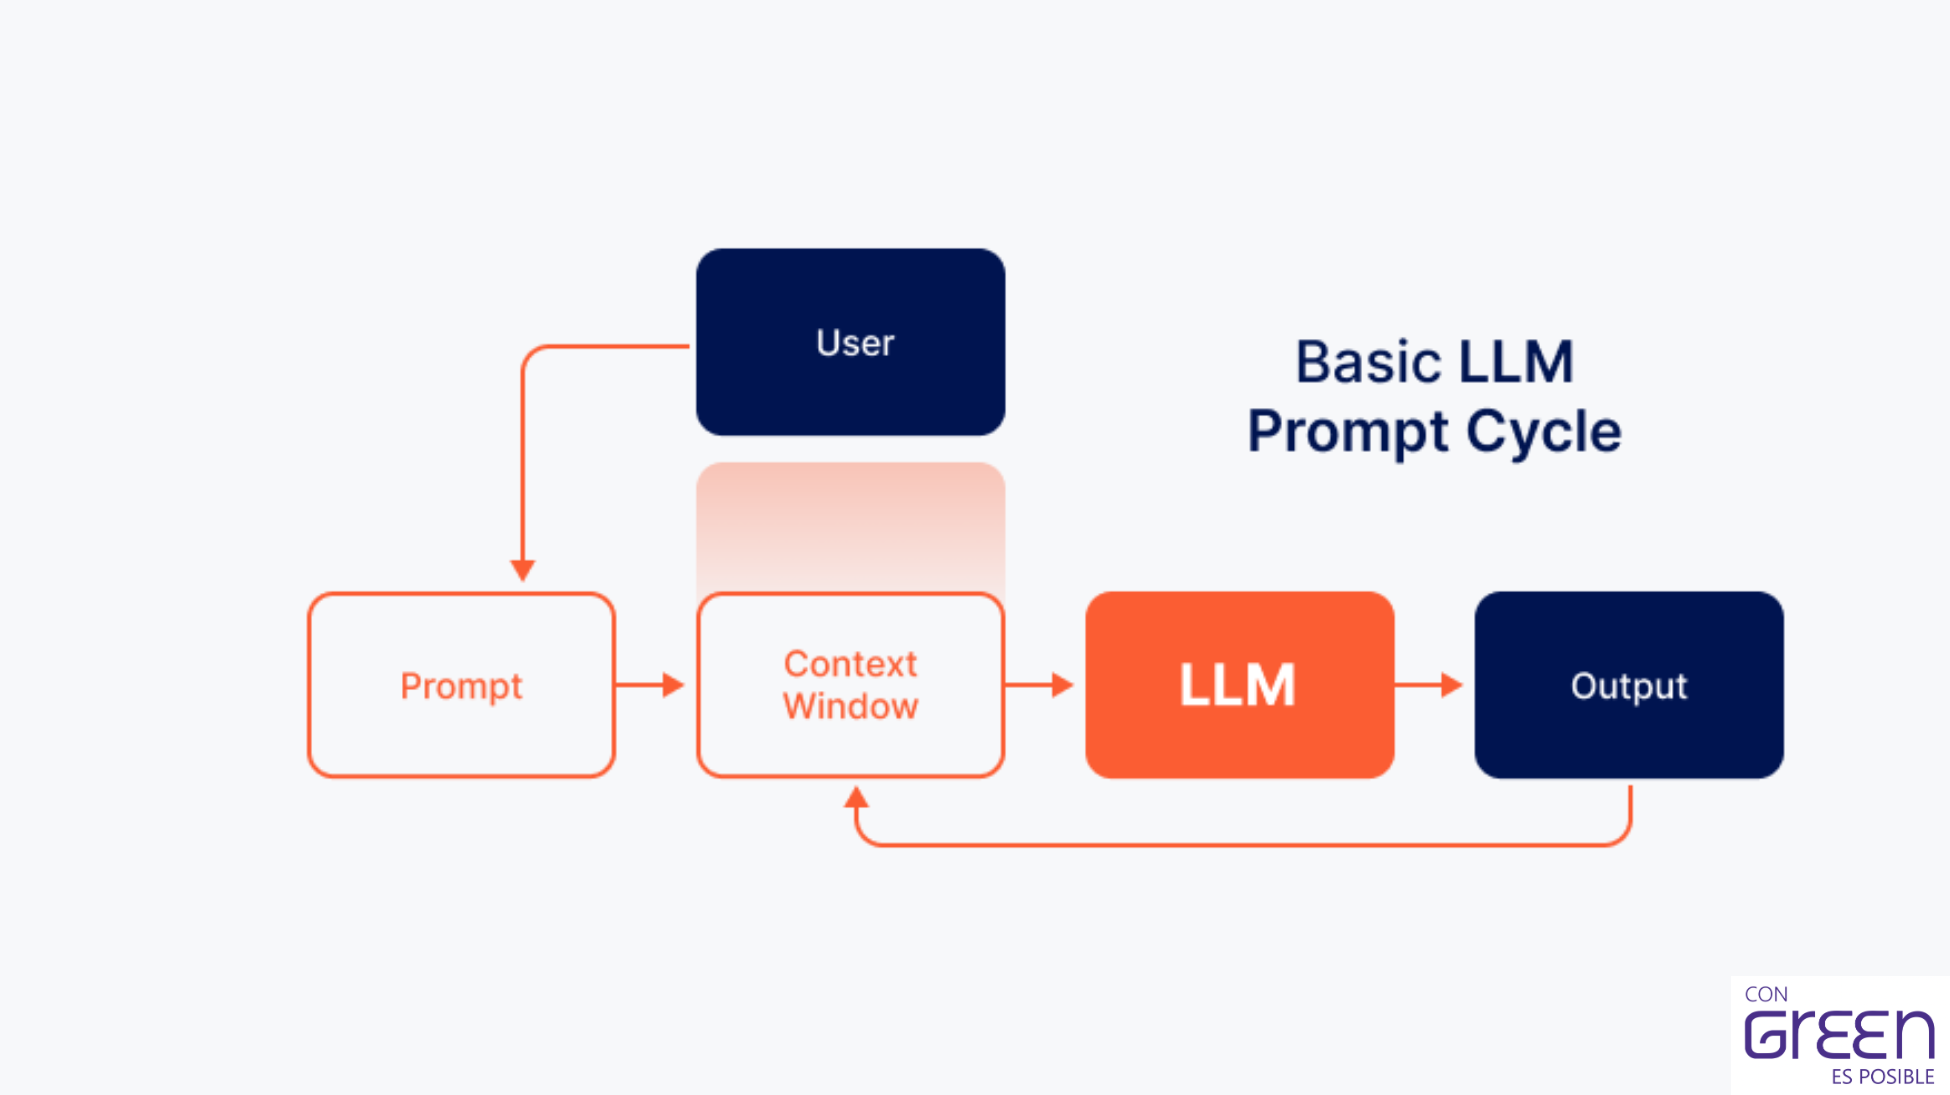 User
Basic LLM
Prompt Cycle
Prompt
Context
Window
LLM
Output
CON
Green
ES POSIBLE